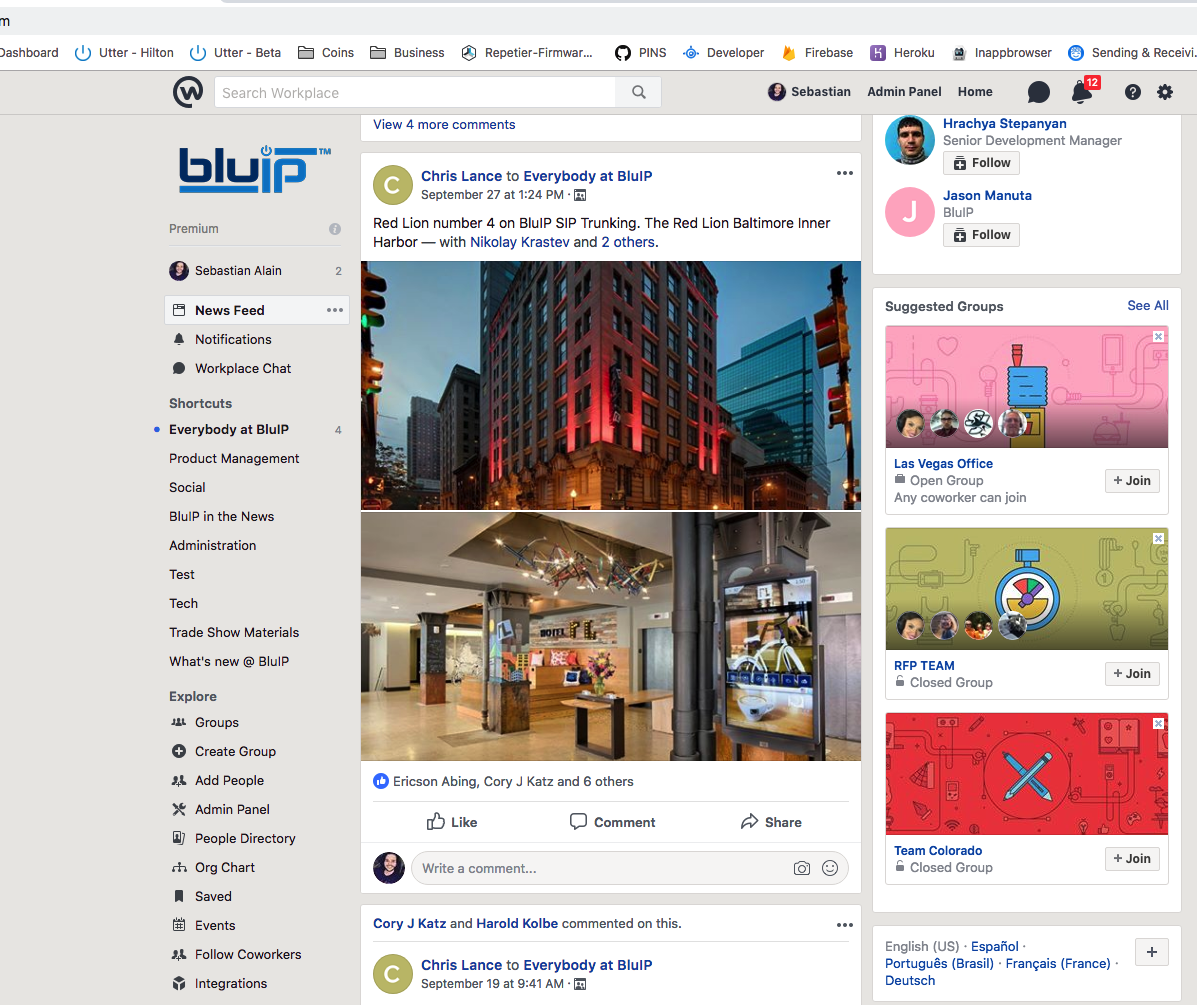 m
Dashboard
Utter - Hilton
Utter - Beta
Coins
Business
Repetier-Firmwar...
PINS
Developer
Firebase
Heroku
Inappbrowser
Sending & Receivi.
Search Workplace
Sebastian
Admin Panel
Home
12
bluip™
Premium
Sebastian Alain 2
News Feed
Notifications
Workplace Chat
Shortcuts
Everybody at BluIP 4
Product Management
Social
BluIP in the News
Administration
Test
Tech
Trade Show Materials
What's new @ BluIP
Explore
Groups
Create Group
Add People
Admin Panel
People Directory
Org Chart
Saved
Events
Follow Coworkers
Integrations
View 4 more comments
C
Chris Lance to Everybody at BluIP
September 27 at 1:24 PM ·
Red Lion number 4 on BluIP SIP Trunking. The Red Lion Baltimore Inner
Harbor — with Nikolay Krastev and 2 others.
HOTEL RL
Ericson Abing, Cory J Katz and 6 others
Like
Comment
Share
Write a comment...
Cory J Katz and Harold Kolbe commented on this.
C
Chris Lance to Everybody at BluIP
September 19 at 9:41 AM ·
Hrachya Stepanyan
Senior Development Manager
Follow
J
Jason Manuta
BluIP
Follow
Suggested Groups
See All
Las Vegas Office
Open Group
Any coworker can join
+ Join
RFP TEAM
Closed Group
+ Join
Team Colorado
Closed Group
+ Join
English (US) · Español ·
Português (Brasil) · Français (France) ·
Deutsch
+